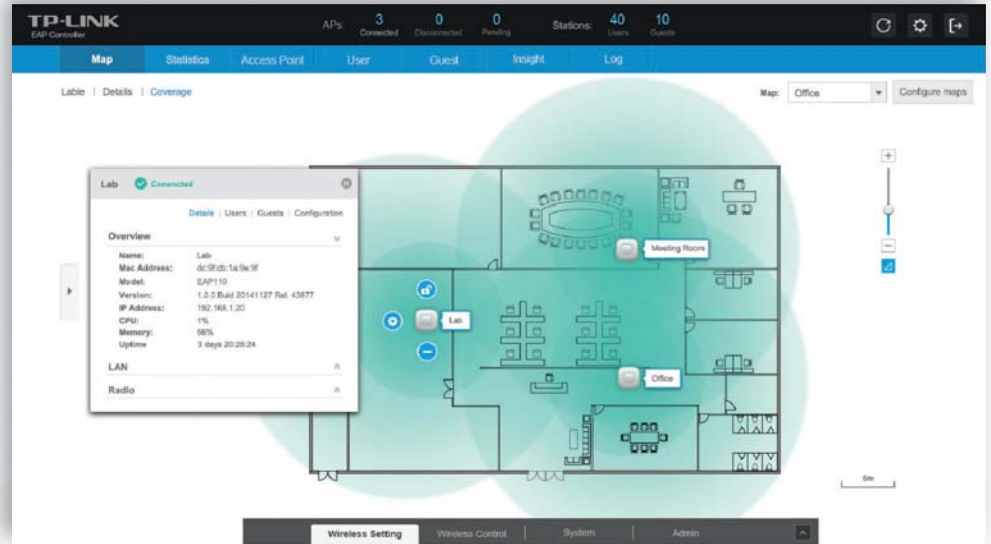 TP-LINK
EAP Controller
APs: 3 Connected 0 Disconnected 0 Pending Stations: 40 Users 10 Guests
Map Statistics Access Point User Guest Insight Log
Lable | Details | Coverage
Map: Office Configure maps
Lab Connected
Details | Users | Guests | Configuration
Overview
Name: Lab
Mac Address: dc:9f:db:1a:9e:9f
Model: EAP110
Version: 1.0.0 Build 20141127 Rel. 43877
IP Address: 192.168.1.20
CPU: 1%
Memory: 56%
Uptime 3 days 20:28:24
LAN
Radio
Meeting Room
Lab
Office
5m
Wireless Setting Wireless Control System Admin